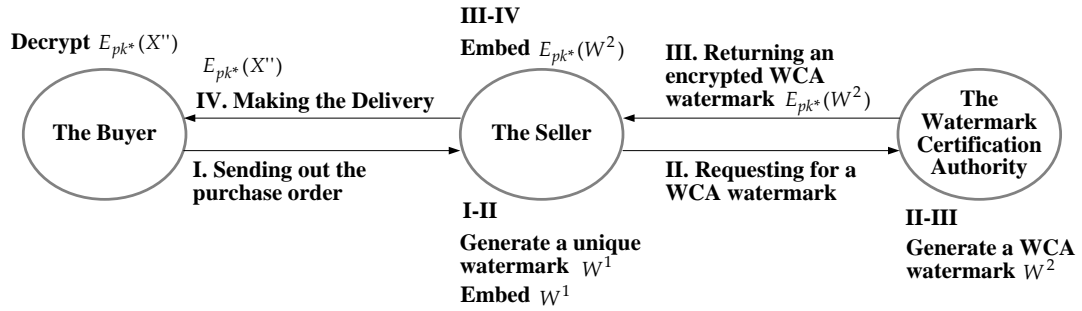 Decrypt E_{pk*}(X'')
The Buyer
E_{pk*}(X'')
IV. Making the Delivery
I. Sending out the
purchase order
III-IV
Embed E_{pk*}(W^2)
The Seller
I-II
Generate a unique
watermark W^1
Embed W^1
III. Returning an
encrypted WCA
watermark E_{pk*}(W^2)
II. Requesting for a
WCA watermark
The
Watermark
Certification
Authority
II-III
Generate a WCA
watermark W^2